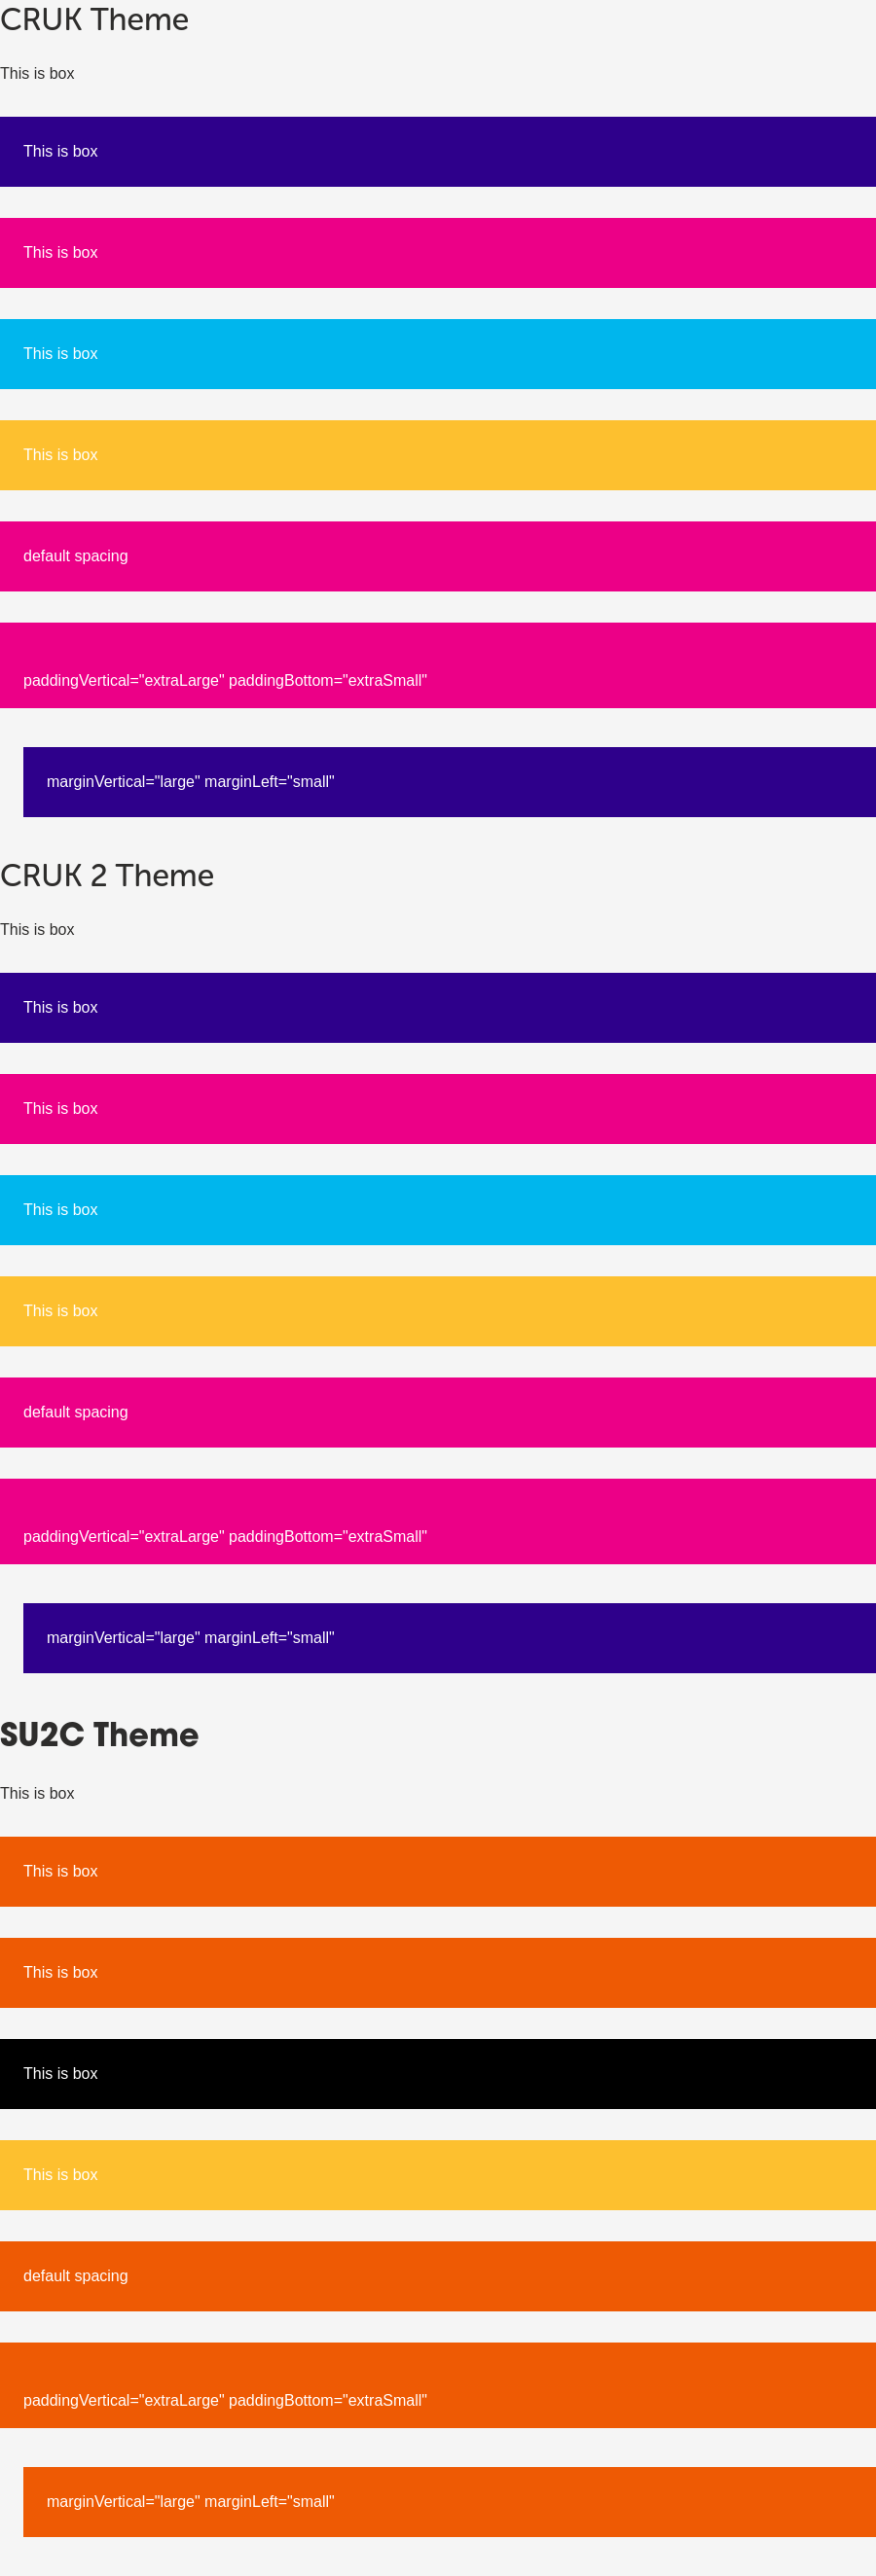 CRUK Theme
This is box
This is box
This is box
This is box
This is box
default spacing
paddingVertical="extraLarge" paddingBottom="extraSmall"
marginVertical="large" marginLeft="small"
CRUK 2 Theme
This is box
This is box
This is box
This is box
This is box
default spacing
paddingVertical="extraLarge" paddingBottom="extraSmall"
marginVertical="large" marginLeft="small"
SU2C Theme
This is box
This is box
This is box
This is box
This is box
default spacing
paddingVertical="extraLarge" paddingBottom="extraSmall"
marginVertical="large" marginLeft="small"